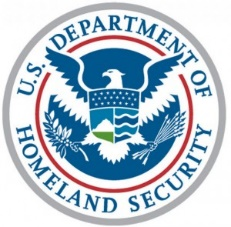 U.S. DEPARTMENT OF
HOMELAND SECURITY